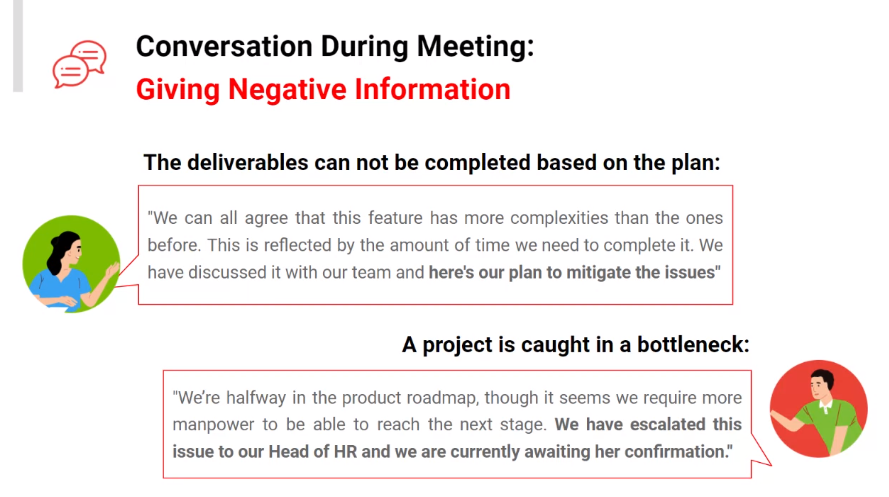 Conversation During Meeting:
Giving Negative Information
The deliverables can not be completed based on the plan:
"We can all agree that this feature has more complexities than the ones
before. This is reflected by the amount of time we need to complete it. We
have discussed it with our team and here's our plan to mitigate the issues"
A project is caught in a bottleneck:
"We’re halfway in the product roadmap, though it seems we require more
manpower to be able to reach the next stage. We have escalated this
issue to our Head of HR and we are currently awaiting her confirmation."